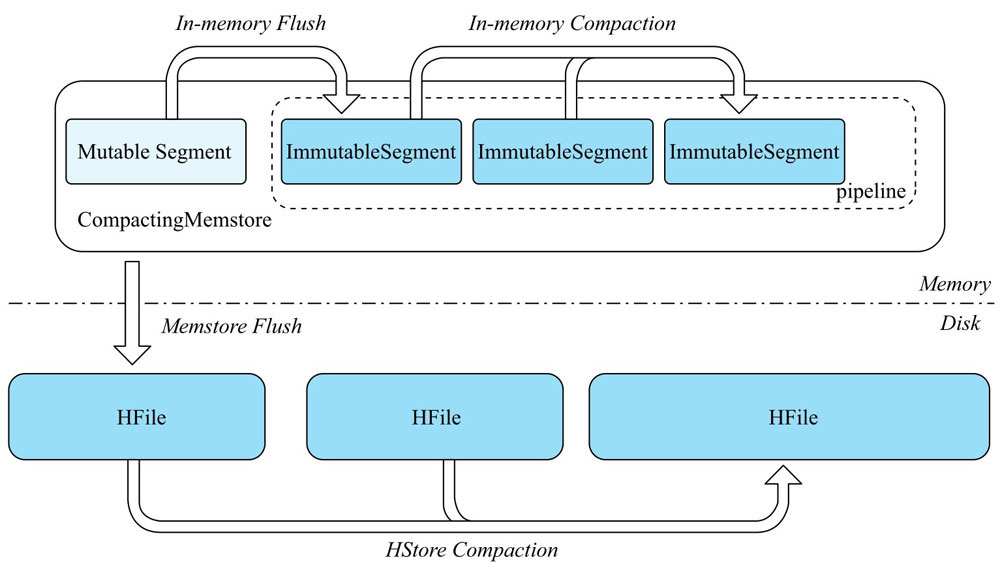 In-memory Flush
In-memory Compaction
Mutable Segment
ImmutableSegment
ImmutableSegment
ImmutableSegment
pipeline
CompactingMemstore
Memory
Memstore Flush
Disk
HFile
HFile
HFile
HStore Compaction